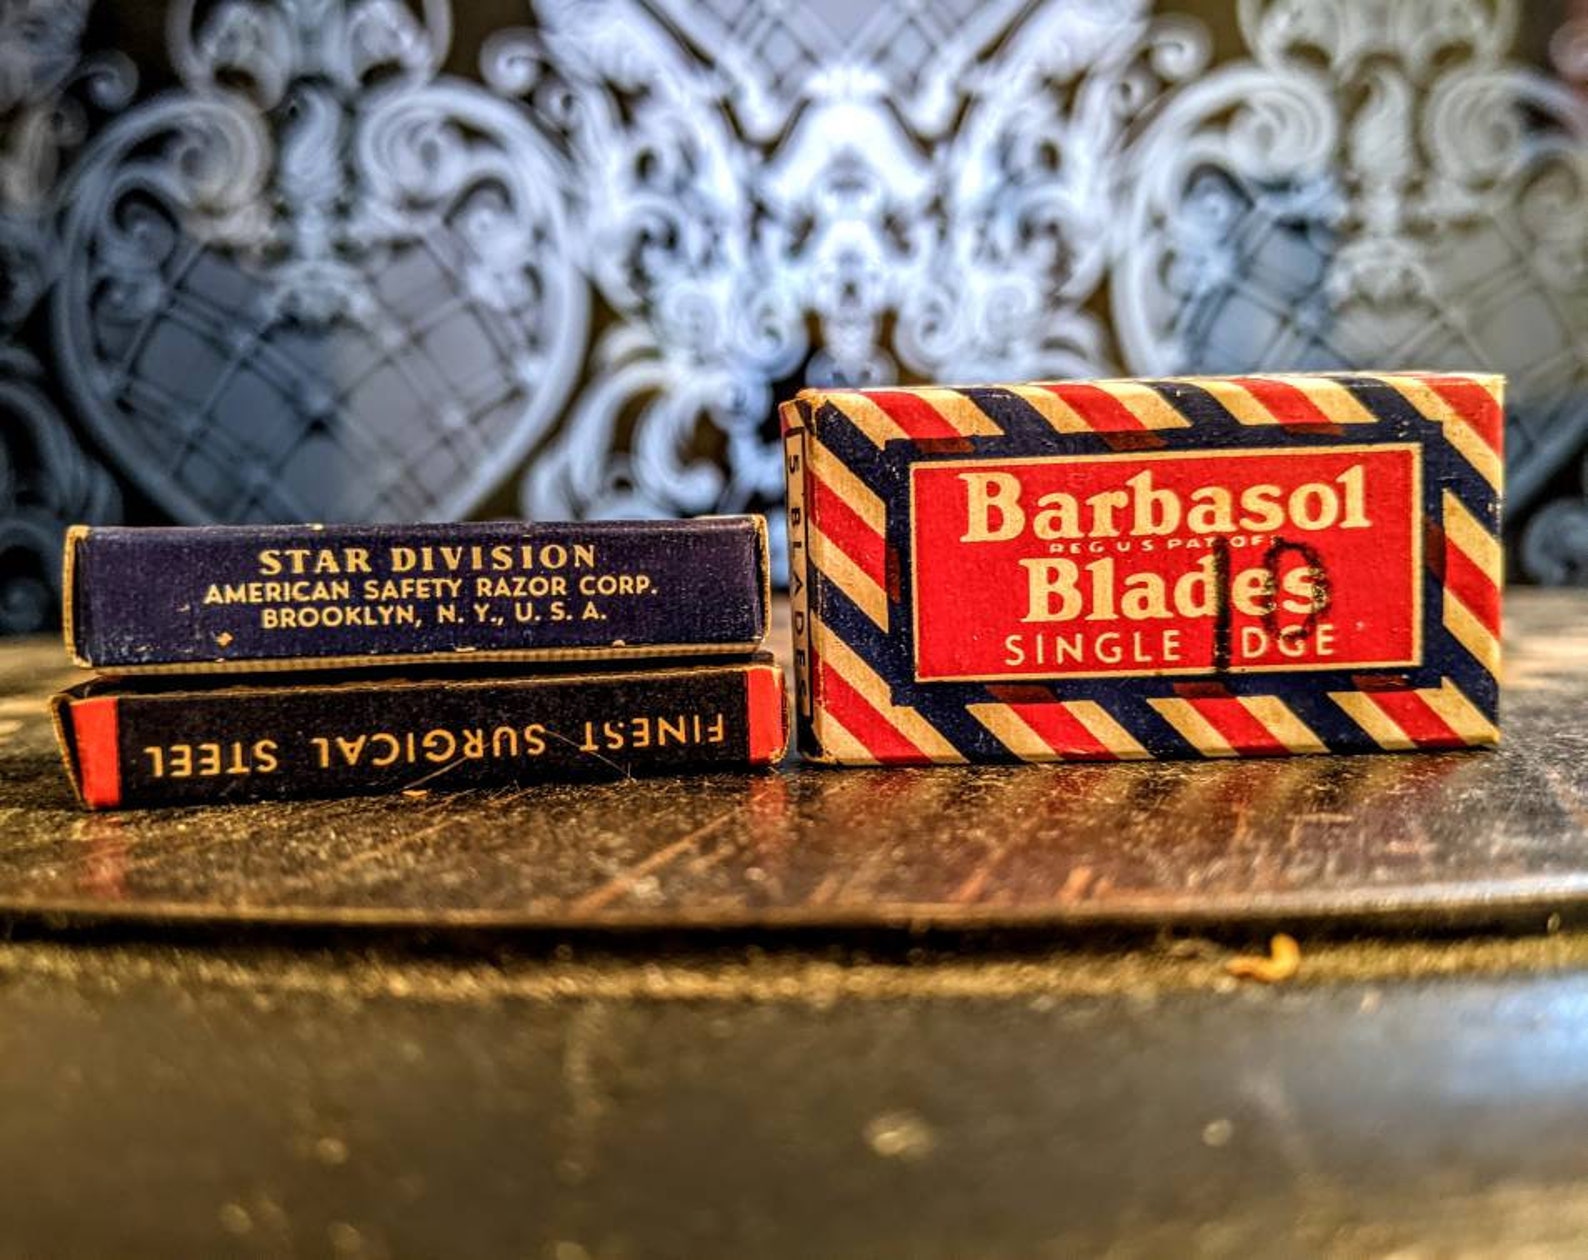 STAR DIVISION
AMERICAN SAFETY RAZOR CORP.
BROOKLYN, N. Y., U. S. A.
FINEST SURGICAL STEEL
5 BLADES
Barbasol
REG U S PAT OFF
Blades
SINGLE EDGE
10